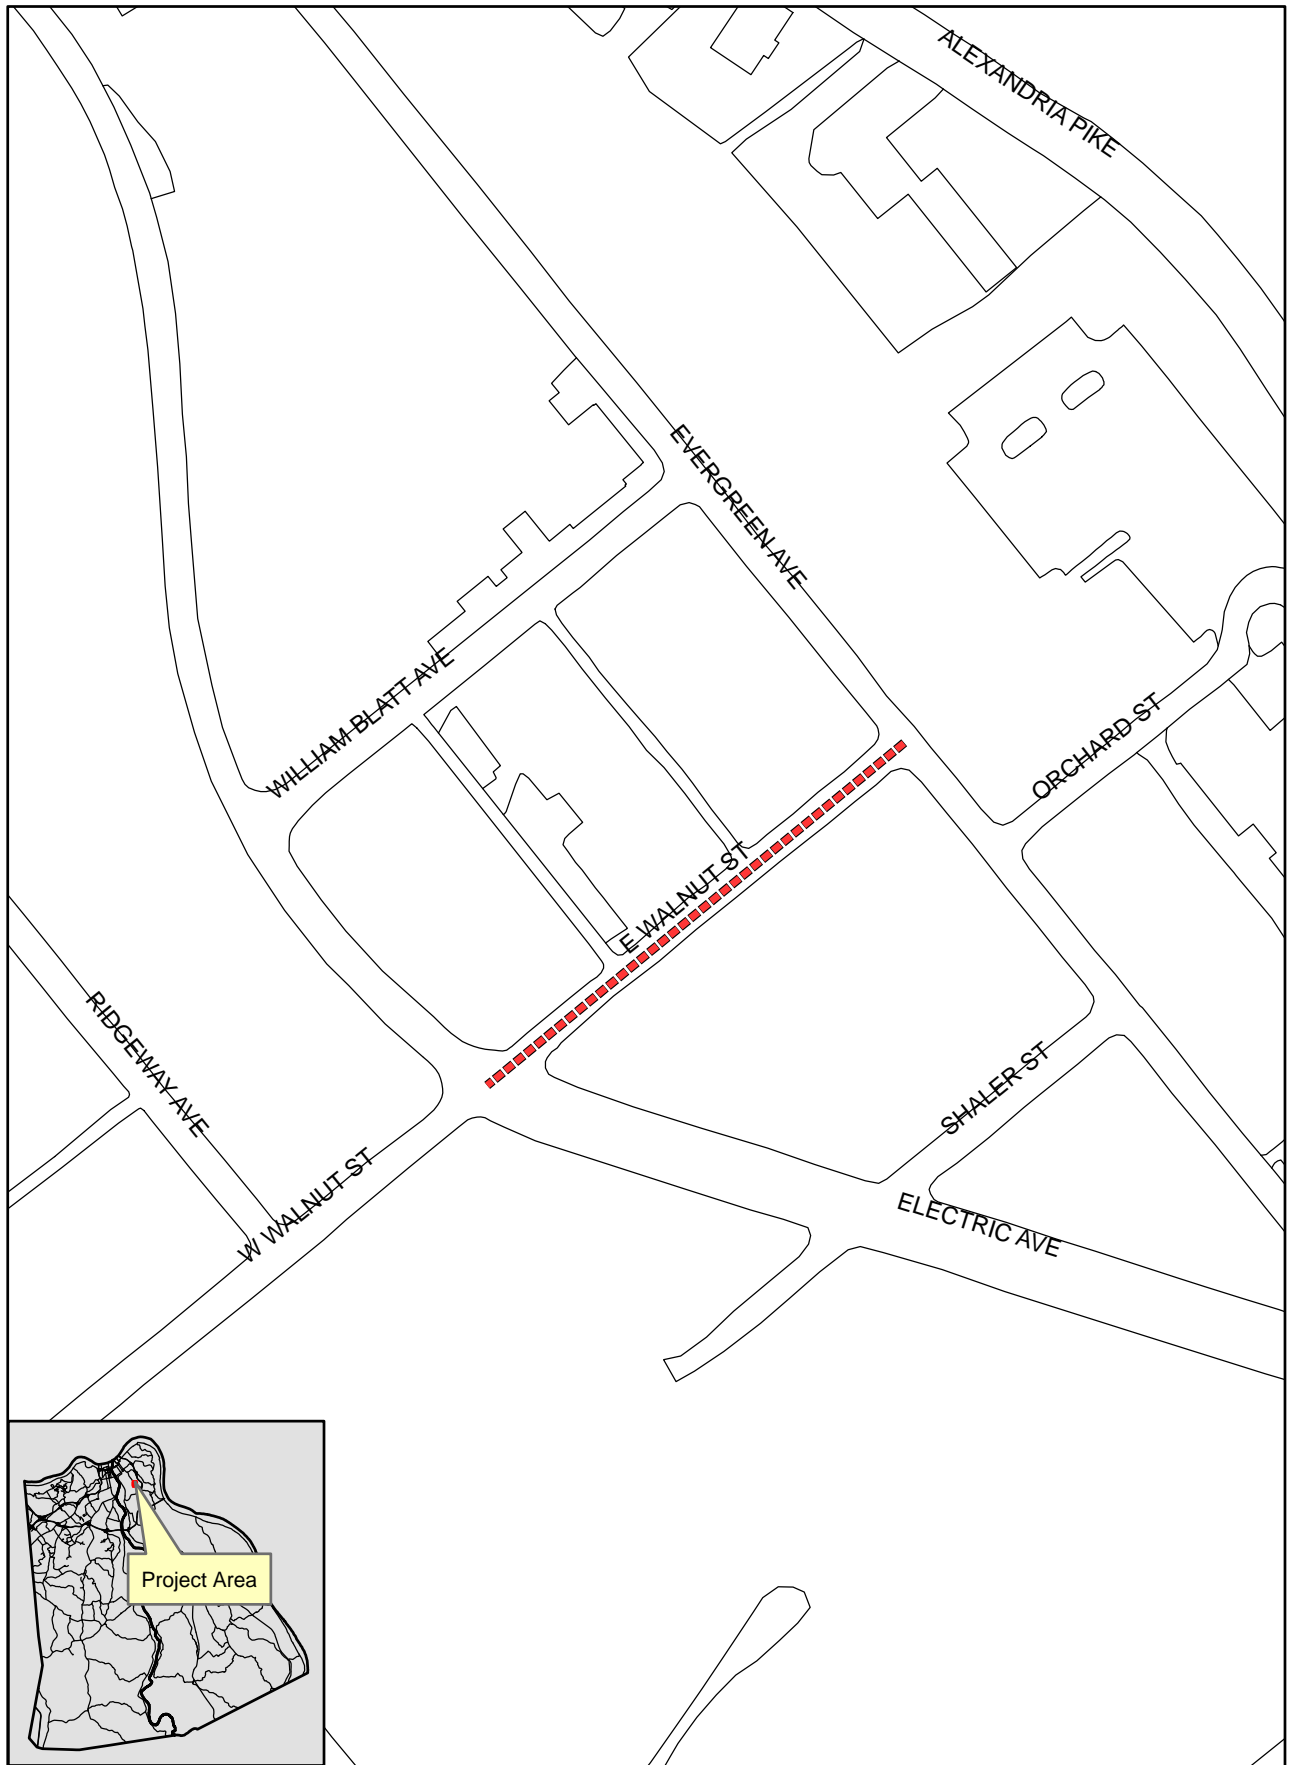 ALEXANDRIA PIKE
EVERGREEN AVE
WILLIAM BLATT AVE
ORCHARD ST
E WALNUT ST
RIDGEWAY AVE
SHALER ST
W WALNUT ST
ELECTRIC AVE
Project Area